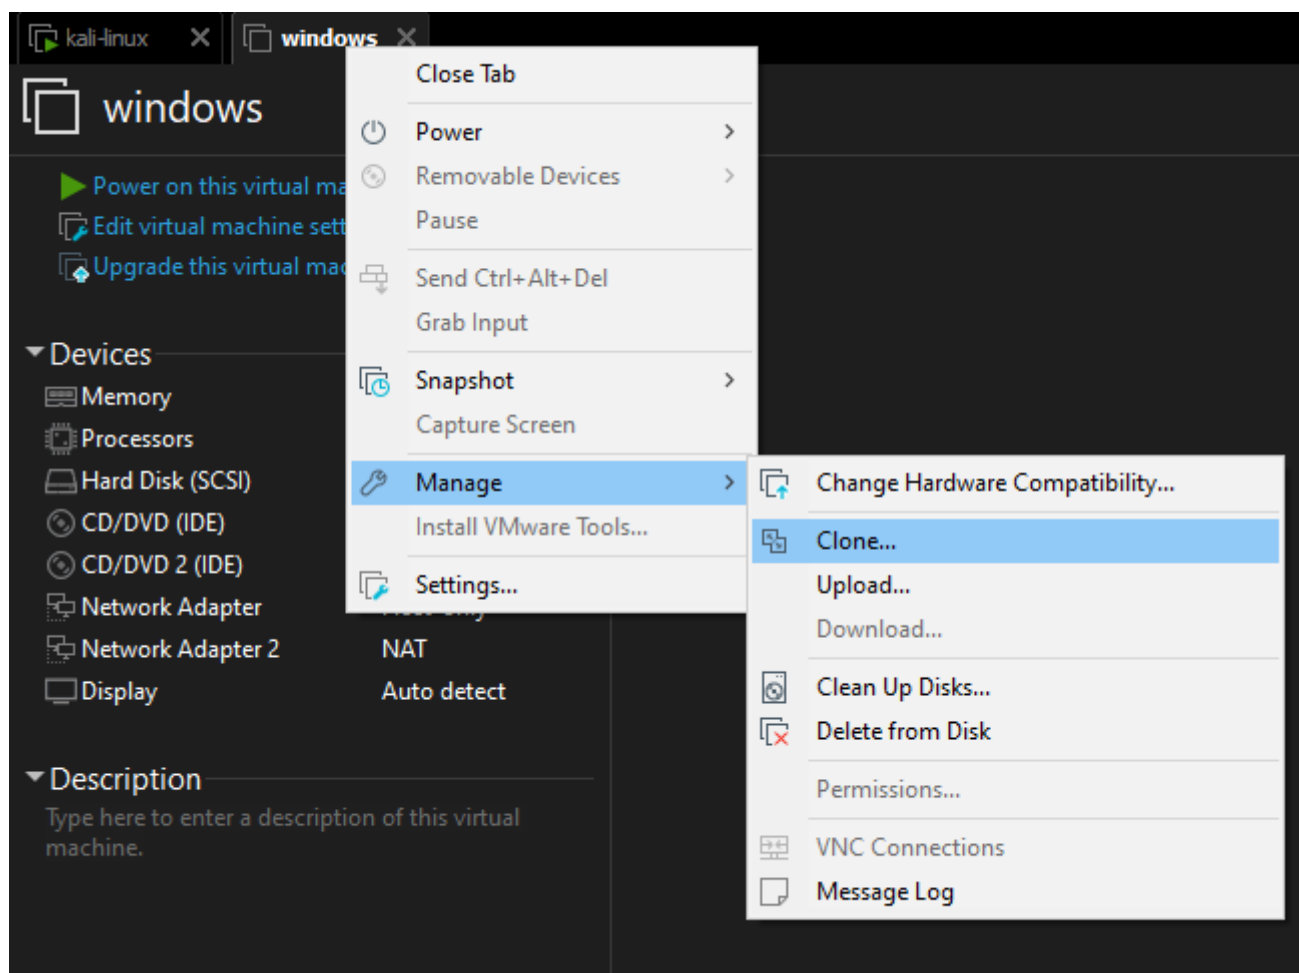 kali-linux
windows
windows
Power on this virtual ma
Edit virtual machine sett
Upgrade this virtual mac
Devices
Memory
Processors
Hard Disk (SCSI)
CD/DVD (IDE)
CD/DVD 2 (IDE)
Network Adapter
Network Adapter 2 NAT
Display Auto detect
Description
Type here to enter a description of this virtual
machine.
Close Tab
Power
Removable Devices
Pause
Send Ctrl+Alt+Del
Grab Input
Snapshot
Capture Screen
Manage
Install VMware Tools...
Settings...
Change Hardware Compatibility...
Clone...
Upload...
Download...
Clean Up Disks...
Delete from Disk
Permissions...
VNC Connections
Message Log